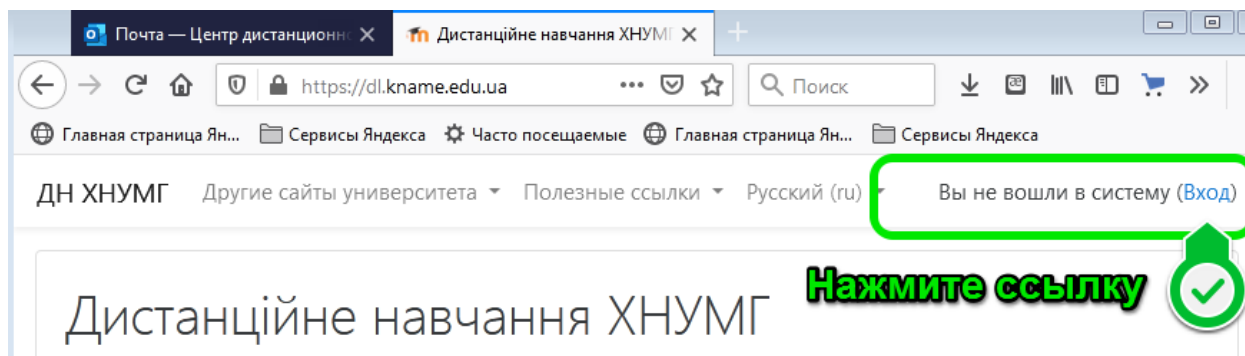 Почта — Центр дистанционн
Дистанційне навчання ХНУМГ
https://dl.kname.edu.ua
Поиск
Главная страница Ян... Сервисы Яндекса Часто посещаемые Главная страница Ян... Сервисы Яндекса
ДН ХНУМГ Другие сайты университета Полезные ссылки Русский (ru) Вы не вошли в систему (Вход)
Нажмите ссылку
Дистанційне навчання ХНУМГ